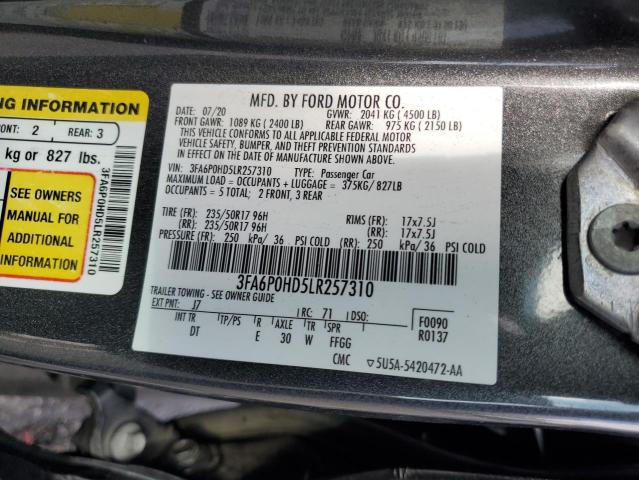 NG INFORMATION
ONT: 2 REAR: 3
kg or 827 lbs.
SEE OWNERS
MANUAL FOR
ADDITIONAL
INFORMATION
3FA6P0HD5LR257310
MFD. BY FORD MOTOR CO.
DATE: 07/20 GVWR: 2041 KG ( 4500 LB)
FRONT GAWR: 1089 KG ( 2400 LB) REAR GAWR: 975 KG ( 2150 LB)
THIS VEHICLE CONFORMS TO ALL APPLICABLE FEDERAL MOTOR
VEHICLE SAFETY, BUMPER, AND THEFT PREVENTION STANDARDS
IN EFFECT ON THE DATE OF MANUFACTURE SHOWN ABOVE.
VIN: 3FA6P0HD5LR257310 TYPE: Passenger Car
MAXIMUM LOAD = OCCUPANTS + LUGGAGE = 375KG/ 827LB
OCCUPANTS = 5 TOTAL; 2 FRONT, 3 REAR
TIRE (FR): 235/50R17 96H RIMS (FR): 17x7.5J
(RR): 235/50R17 96H (RR): 17x7.5J
PRESSURE (FR): 250 kPa/ 36 PSI COLD (RR): 250 kPa/ 36 PSI COLD
3FA6P0HD5LR257310
TRAILER TOWING - SEE OWNER GUIDE
EXT PNT: J7 RC: 71 DSO: F0090
INT TR TP/PS R AXLE TR SPR R0137
DT E 30 W FFGG
CMC 5U5A-5420472-AA